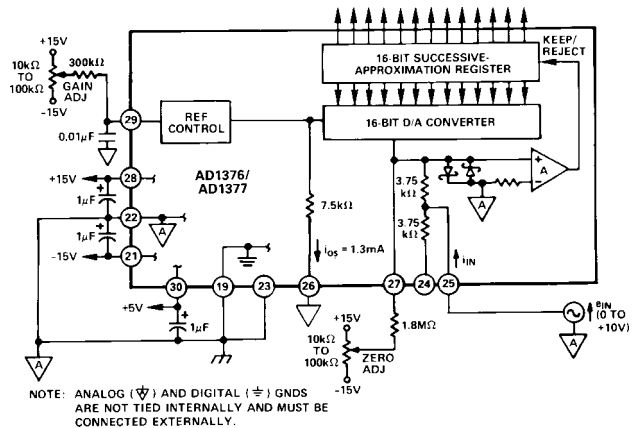 +15V
10kΩ
TO
100kΩ
300kΩ
GAIN
ADJ
-15V
0.01μF
29
REF
CONTROL
AD1376/
AD1377
16-BIT SUCCESSIVE-
APPROXIMATION REGISTER
KEEP/
REJECT
16-BIT D/A CONVERTER
+
A
−
A
3.75
kΩ
3.75
kΩ
7.5kΩ
iOS = 1.3mA
iIN
+15V
28
+
1μF
22
A
+
1μF
-15V
21
30
19
23
26
27
24
25
+5V
+
1μF
A
+15V
10kΩ
TO
100kΩ
ZERO
ADJ
-15V
1.8MΩ
eIN
(0 TO
+10V)
A
NOTE: ANALOG (A) AND DIGITAL (⏚) GNDS
ARE NOT TIED INTERNALLY AND MUST BE
CONNECTED EXTERNALLY.